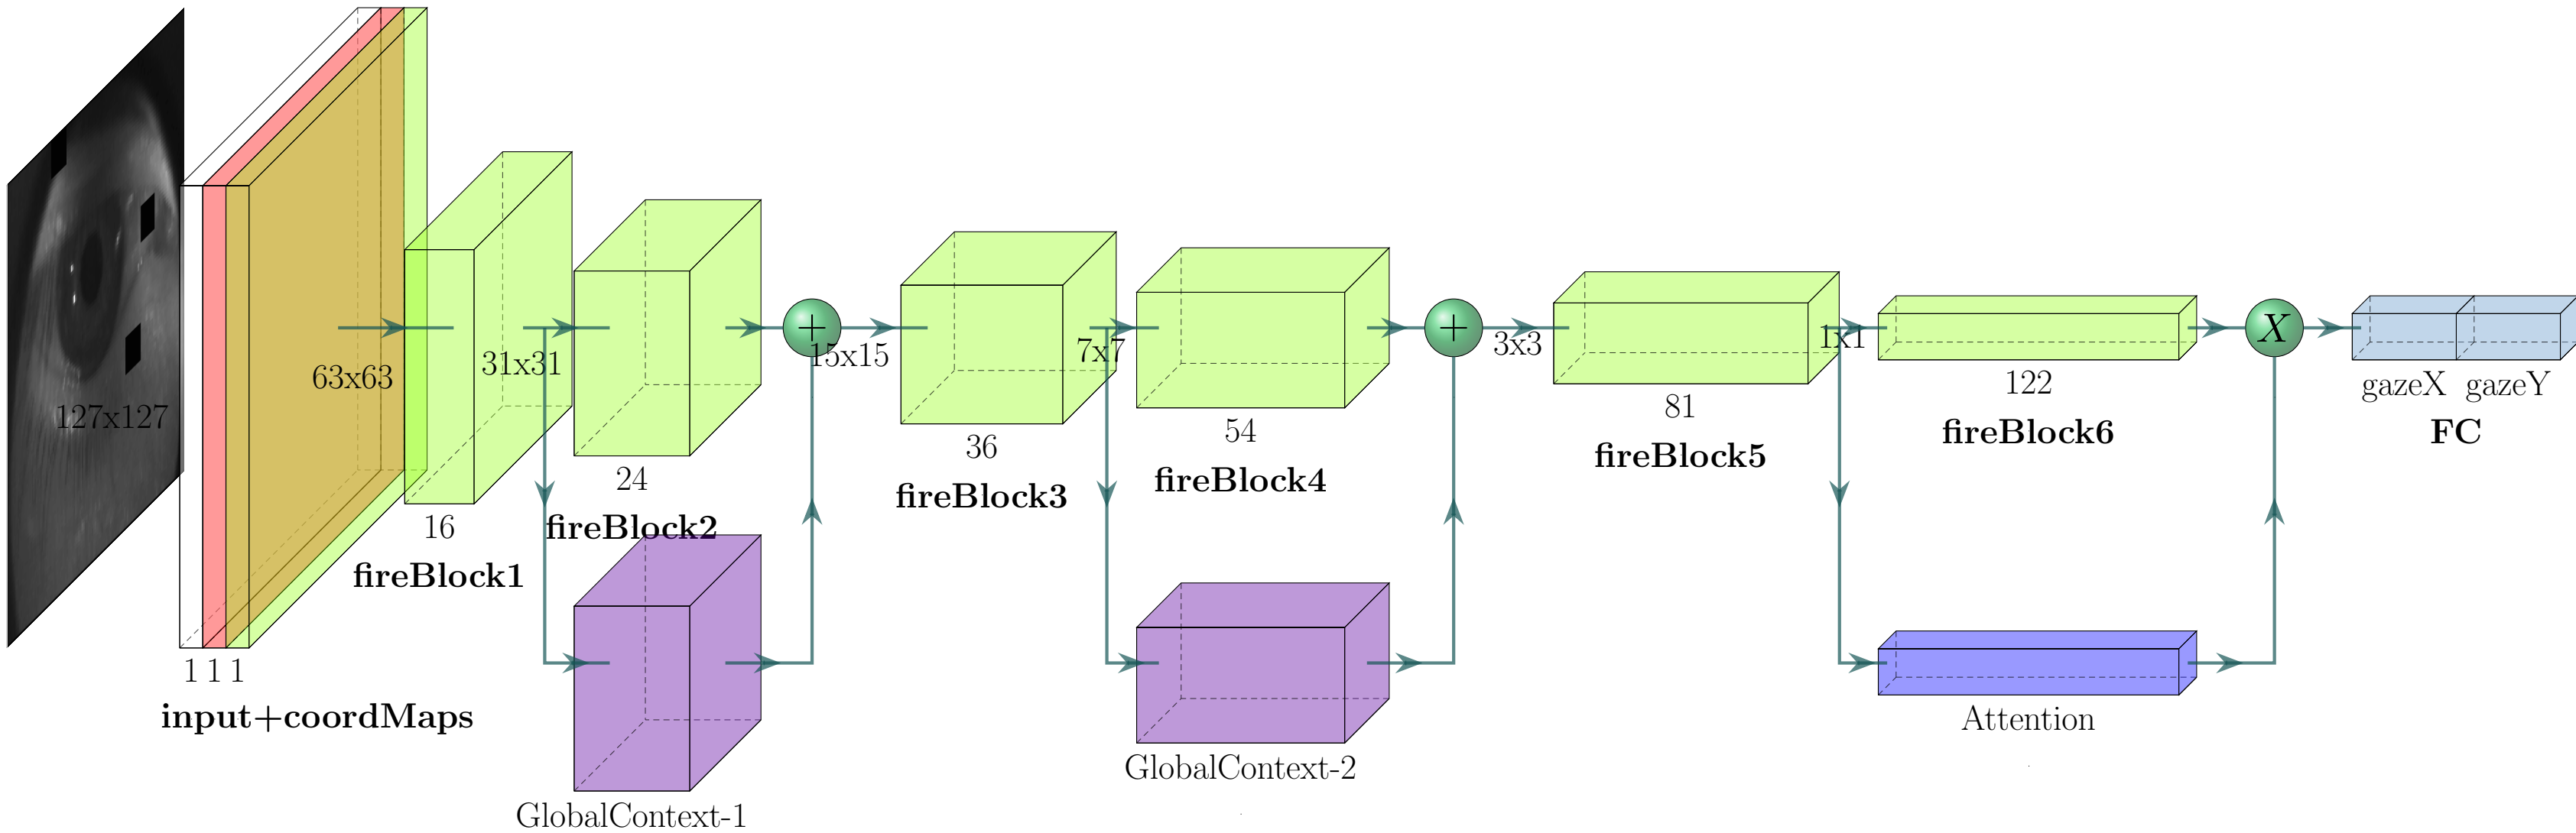 127x127
1 1 1
input+coordMaps
63x63
16
fireBlock1
31x31
24
fireBlock2
GlobalContext-1
+
15x15
36
fireBlock3
7x7
54
fireBlock4
GlobalContext-2
+
3x3
81
fireBlock5
1x1
122
fireBlock6
Attention
X
gazeX gazeY
FC